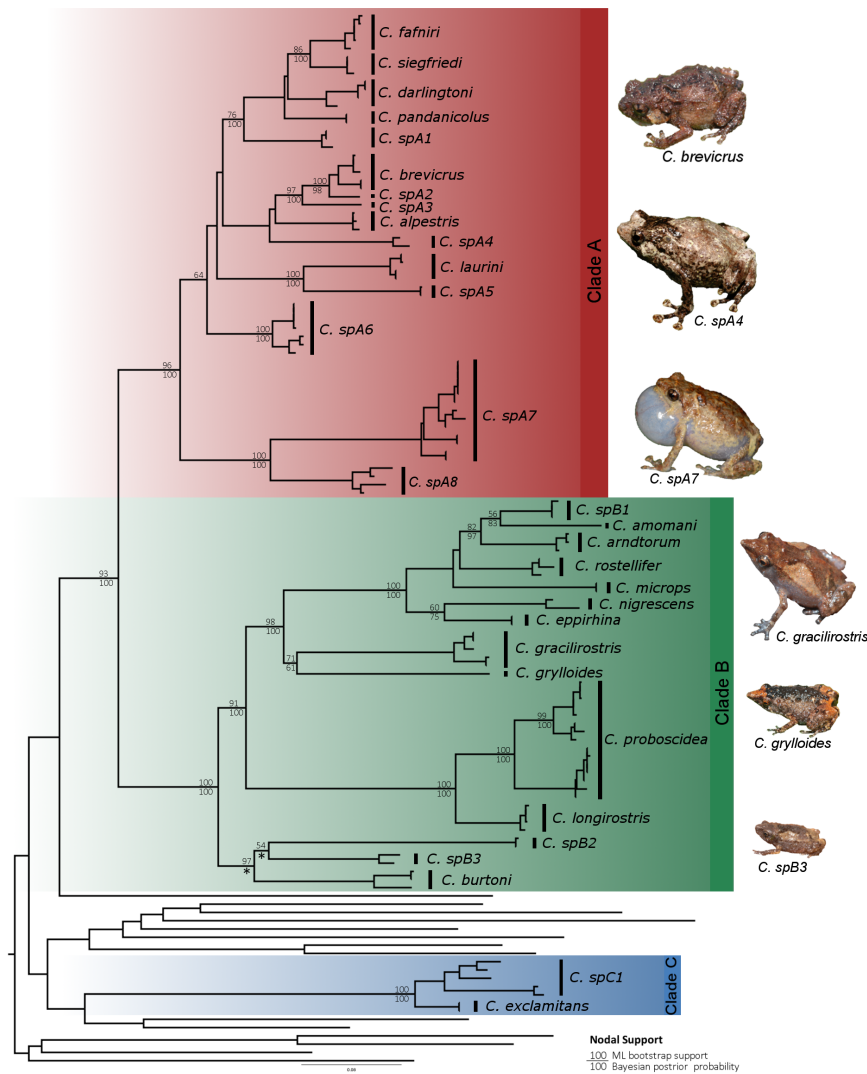 C. fafniri
86
100
C. siegfriedi
C. darlingtoni
76
100
C. pandanicolus
C. spA1
C. brevicrus
C. brevicrus
100
98
97
100
C. spA2
C. spA3
C. alpestris
C. spA4
C. laurini
64
100
100
C. spA5
Clade A
C. spA4
100
100
C. spA6
96
100
C. spA7
C. spA7
100
100
C. spA8
C. spB1
56
83
C. amomani
82
97
C. arndtorum
C. rostellifer
93
100
100
100
C. microps
60
75
C. nigrescens
C. eppirhina
98
100
C. gracilirostris
C. gracilirostris
71
61
C. grylloides
Clade B
91
100
99
100
C. proboscidea
C. grylloides
100
100
100
100
C. longirostris
54
*
C. spB2
97
*
C. spB3
C. spB3
C. burtoni
C. spC1
100
100
Clade C
C. exclamitans
Nodal Support
100 ML bootstrap support
100 Bayesian posterior probability
0.08